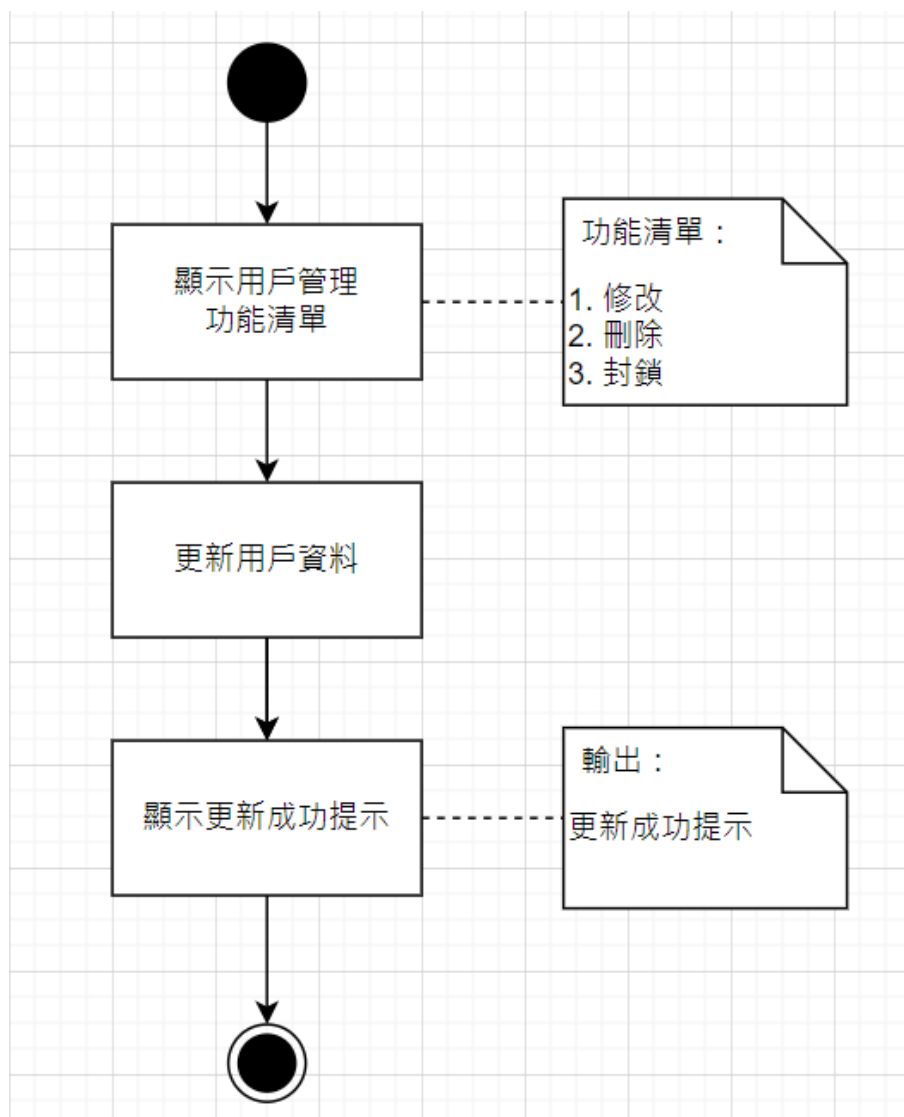 顯示用戶管理
功能清單
功能清單：
1. 修改
2. 刪除
3. 封鎖
更新用戶資料
顯示更新成功提示
輸出：
更新成功提示